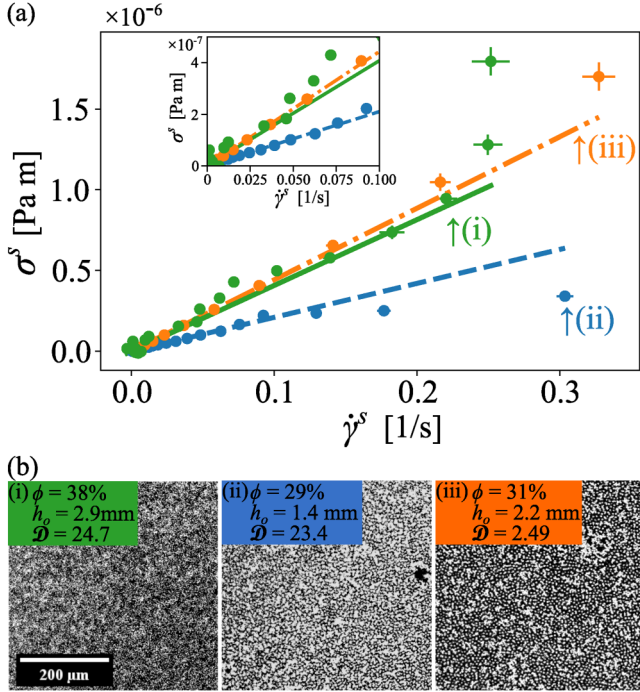 (a)
×10⁻⁶
×10⁻⁷
4
2
0
σˢ [Pa m]
0 0.025 0.050 0.075 0.100
γ̇ˢ [1/s]
1.5
1.0
0.5
0.0
σˢ [Pa m]
↑(iii)
↑(i)
↑(ii)
0.0 0.1 0.2 0.3
γ̇ˢ [1/s]
(b)
(i) ϕ = 38%
hₒ = 2.9mm
𝓓 = 24.7
200 µm
(ii) ϕ = 29%
hₒ = 1.4 mm
𝓓 = 23.4
(iii) ϕ = 31%
hₒ = 2.2 mm
𝓓 = 2.49